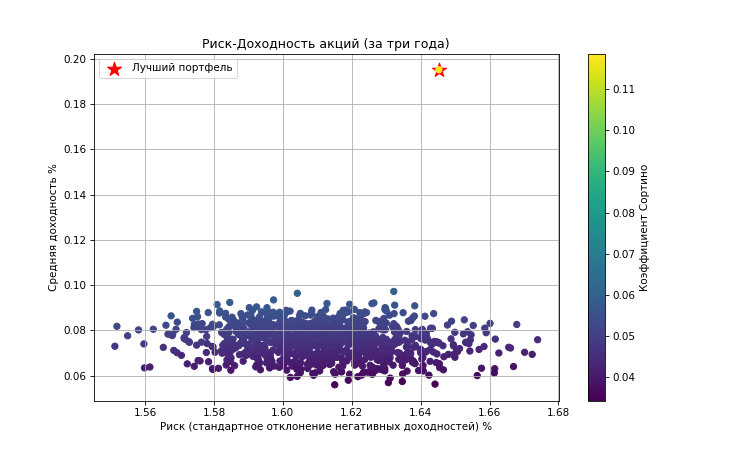 Риск-Доходность акций (за три года)
Лучший портфель
Средняя доходность %
0.20
0.18
0.16
0.14
0.12
0.10
0.08
0.06
1.56 1.58 1.60 1.62 1.64 1.66 1.68
Риск (стандартное отклонение негативных доходностей) %
0.11
0.10
0.09
0.08
0.07
0.06
0.05
0.04
Коэффициент Сортино